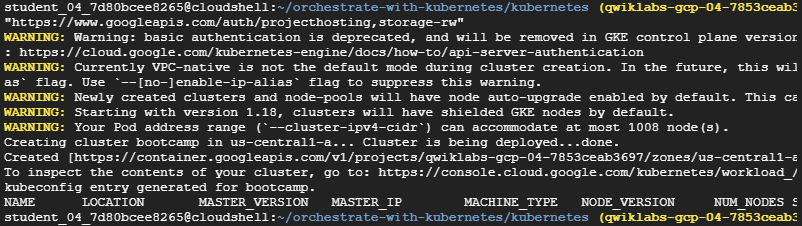 student_04_7d80bcee8265@cloudshell:~/orchestrate-with-kubernetes/kubernetes (qwiklabs-gcp-04-7853ceab3
"https://www.googleapis.com/auth/projecthosting,storage-rw"
WARNING: Warning: basic authentication is deprecated, and will be removed in GKE control plane version
: https://cloud.google.com/kubernetes-engine/docs/how-to/api-server-authentication
WARNING: Currently VPC-native is not the default mode during cluster creation. In the future, this wil
as` flag. Use `--[no-]enable-ip-alias` flag to suppress this warning.
WARNING: Newly created clusters and node-pools will have node auto-upgrade enabled by default. This ca
WARNING: Starting with version 1.18, clusters will have shielded GKE nodes by default.
WARNING: Your Pod address range (`--cluster-ipv4-cidr`) can accommodate at most 1008 node(s).
Creating cluster bootcamp in us-central1-a... Cluster is being deployed...done.
Created [https://container.googleapis.com/v1/projects/qwiklabs-gcp-04-7853ceab3697/zones/us-central1-a
To inspect the contents of your cluster, go to: https://console.cloud.google.com/kubernetes/workload_/
kubeconfig entry generated for bootcamp.
NAME LOCATION MASTER_VERSION MASTER_IP MACHINE_TYPE NODE_VERSION NUM_NODES S
student_04_7d80bcee8265@cloudshell:~/orchestrate-with-kubernetes/kubernetes (qwiklabs-gcp-04-7853ceab3